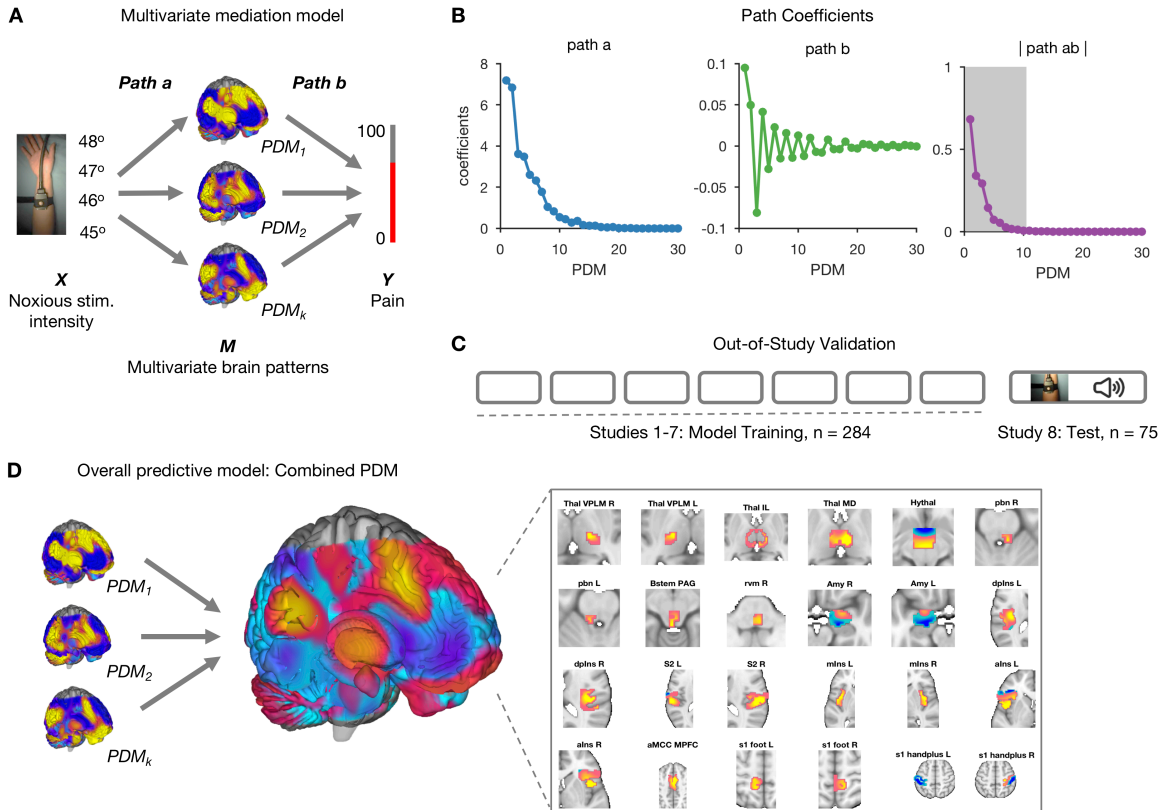 A
Multivariate mediation model
Path a
Path b
48º
47º
46º
45º
PDM1
PDM2
PDMk
100
0
X
Noxious stim.
intensity
Y
Pain
M
Multivariate brain patterns
B
Path Coefficients
path a
path b
| path ab |
coefficients
8
6
4
2
0
0
10
20
30
PDM
0.1
0.05
0
-0.05
-0.1
0
10
20
30
PDM
1
0.5
0
0
10
20
30
PDM
C
Out-of-Study Validation
Studies 1-7: Model Training, n = 284
Study 8: Test, n = 75
D
Overall predictive model: Combined PDM
PDM1
PDM2
PDMk
Thal VPLM R
Thal VPLM L
Thal IL
Thal MD
Hythal
pbn R
pbn L
Bstem PAG
rvm R
Amy R
Amy L
dpIns L
dpIns R
S2 L
S2 R
mIns L
mIns R
aIns L
aIns R
aMCC MPFC
s1 foot L
s1 foot R
s1 handplus L
s1 handplus R